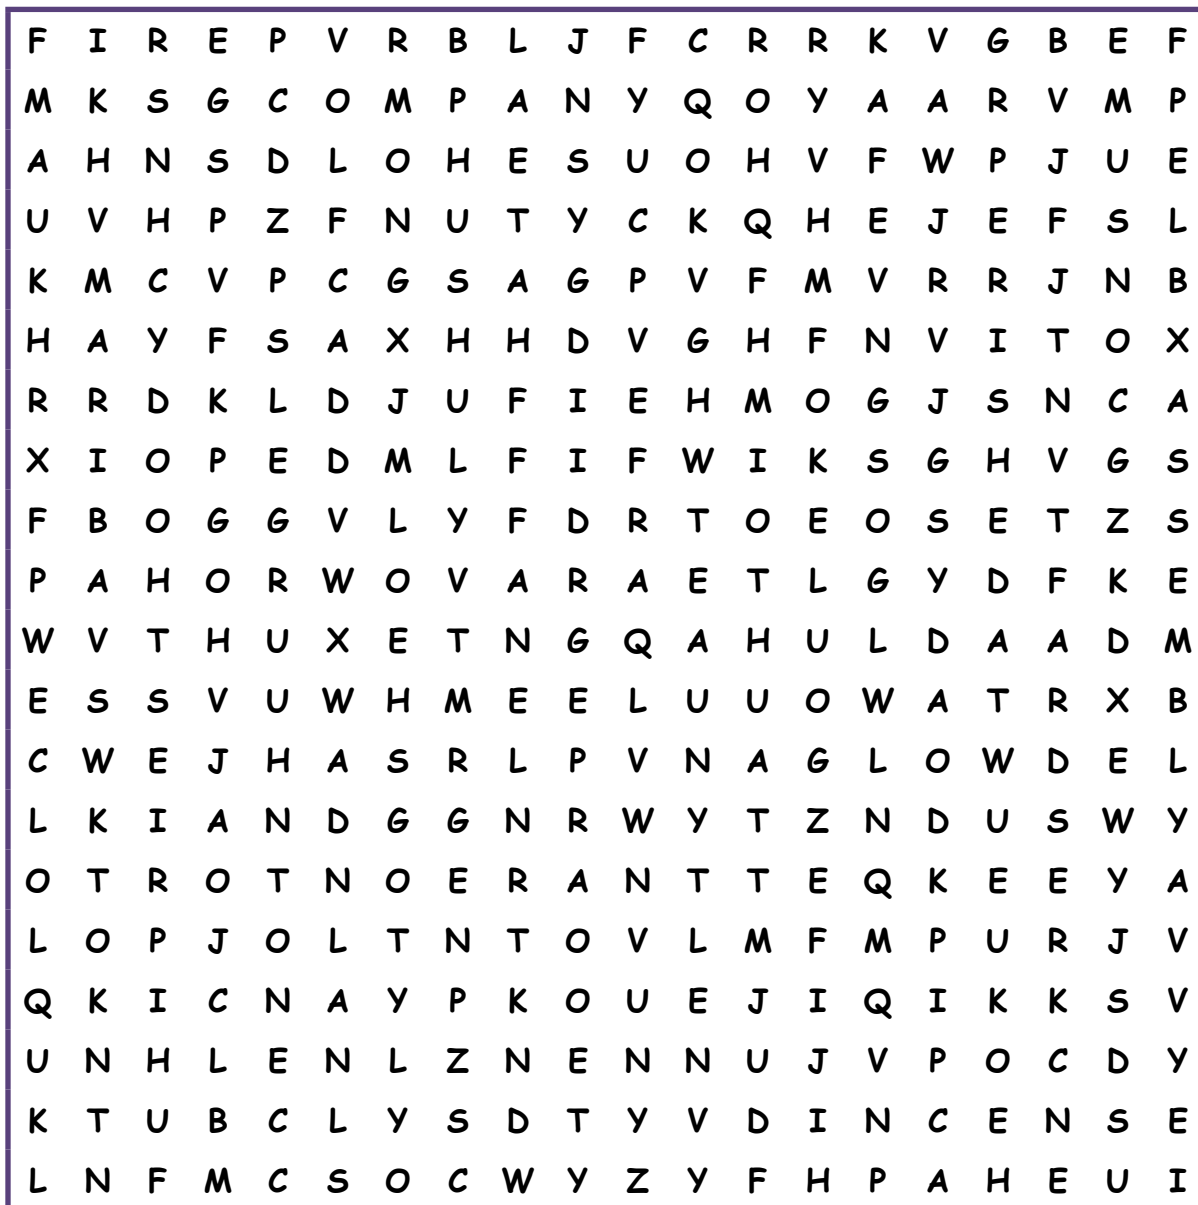 F I R E P V R B L J F C R R K V G B E F
M K S G C O M P A N Y Q O Y A A R V M P
A H N S D L O H E S U O H V F W P J U E
U V H P Z F N U T Y C K Q H E J E F S L
K M C V P C G S A G P V F M V R R J N B
H A Y F S A X H H D V G H F N V I T O X
R R D K L D J U F I E H M O G J S N C A
X I O P E D M L F I F W I K S G H V G S
F B O G G V L Y F D R T O E O S E T Z S
P A H O R W O V A R A E T L G Y D F K E
W V T H U X E T N G Q A H U L D A A D M
E S S V U W H M E E L U U O W A T R X B
C W E J H A S R L P V N A G L O W D E L
L K I A N D G G N R W Y T Z N D U S W Y
O T R O T N O E R A N T T E Q K E E Y A
L O P J O L T N T O V L M F M P U R J V
Q K I C N A Y P K O U E J I Q I K K S V
U N H L E N L Z N E N N U J V P O C D Y
K T U B C L Y S D T Y V D I N C E N S E
L N F M C S O C W Y Z Y F H P A H E U I